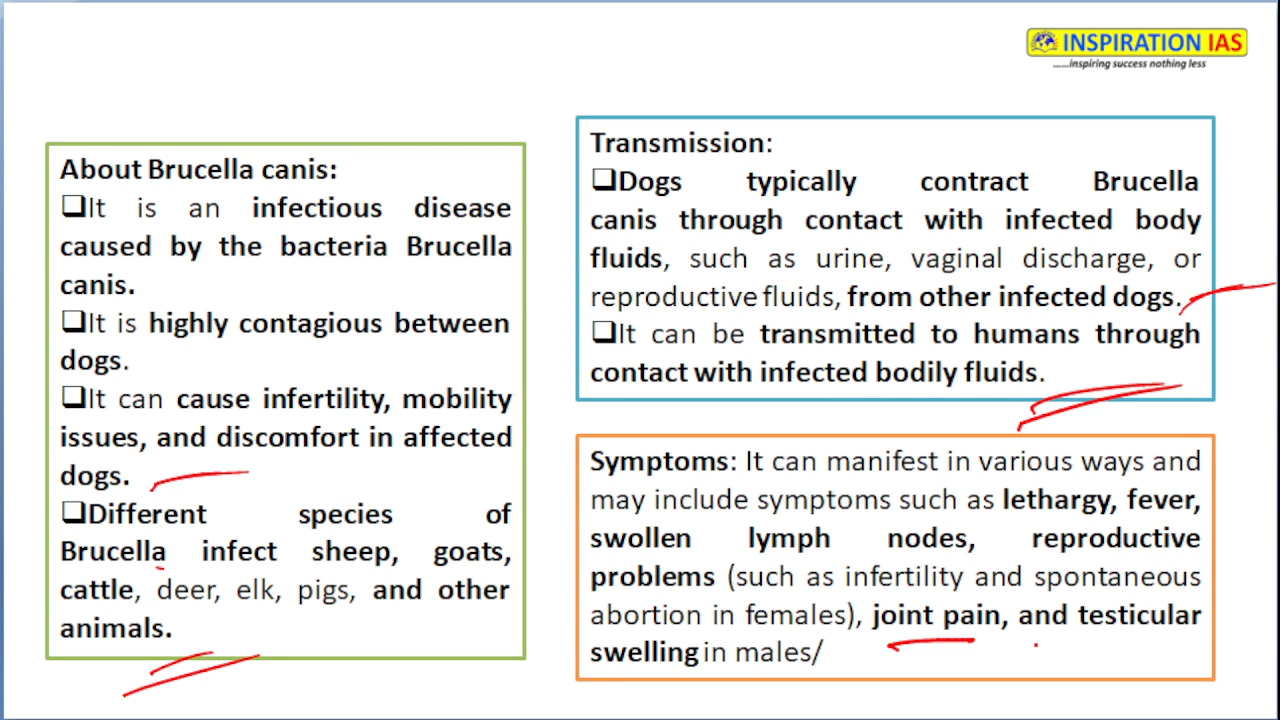 INSPIRATION IAS
......inspiring success nothing less
About Brucella canis:
❑It is an infectious disease
caused by the bacteria Brucella
canis.
❑It is highly contagious between
dogs.
❑It can cause infertility, mobility
issues, and discomfort in affected
dogs.
❑Different species of
Brucella infect sheep, goats,
cattle, deer, elk, pigs, and other
animals.
Transmission:
❑Dogs typically contract Brucella
canis through contact with infected body
fluids, such as urine, vaginal discharge, or
reproductive fluids, from other infected dogs.
❑It can be transmitted to humans through
contact with infected bodily fluids.
Symptoms: It can manifest in various ways and
may include symptoms such as lethargy, fever,
swollen lymph nodes, reproductive
problems (such as infertility and spontaneous
abortion in females), joint pain, and testicular
swelling in males/